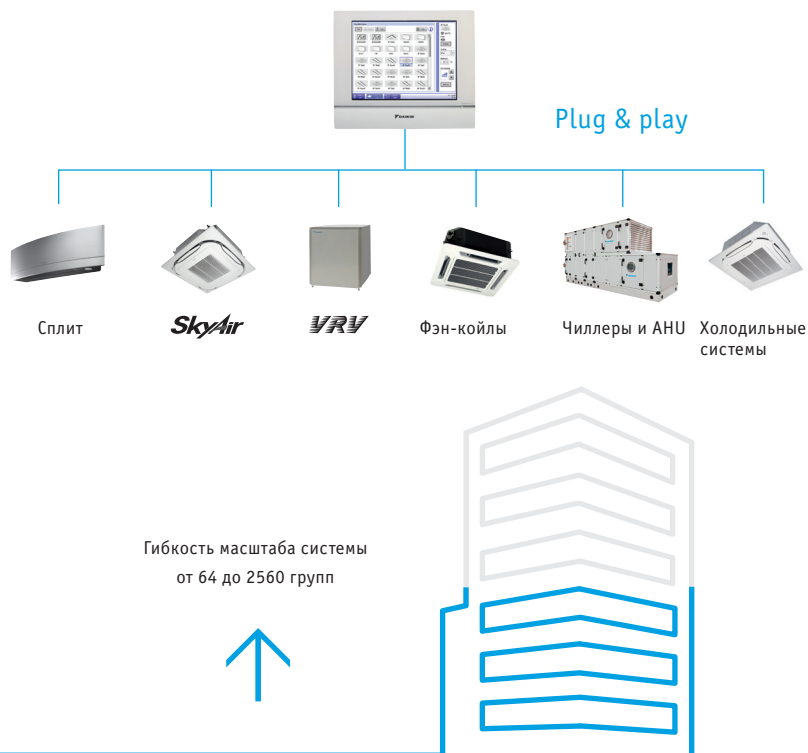 DAIKIN
Plug & play
Сплит
SkyAir
VRV
Фэн-койлы
Чиллеры и AHU
Холодильные
системы
Гибкость масштаба системы
от 64 до 2560 групп